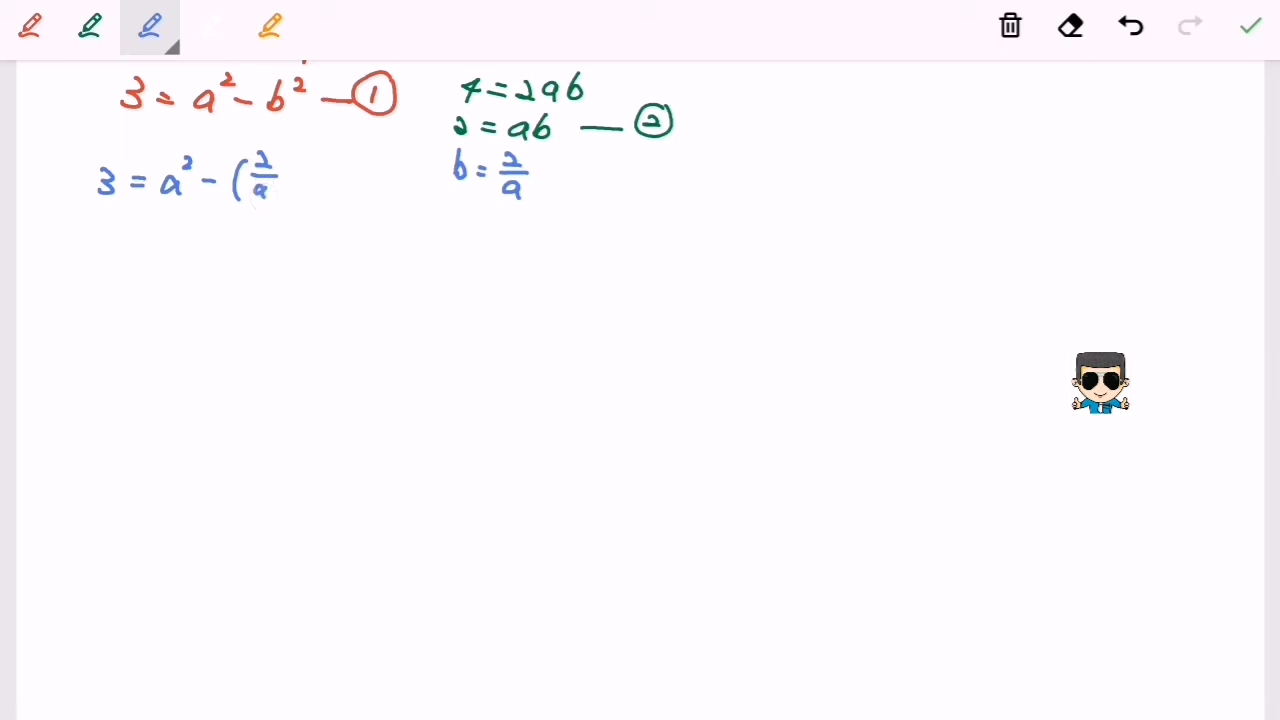 3 = a² - b² — ①
4 = 2ab
2 = ab — ②
b = 2/a
3 = a² - (2/a